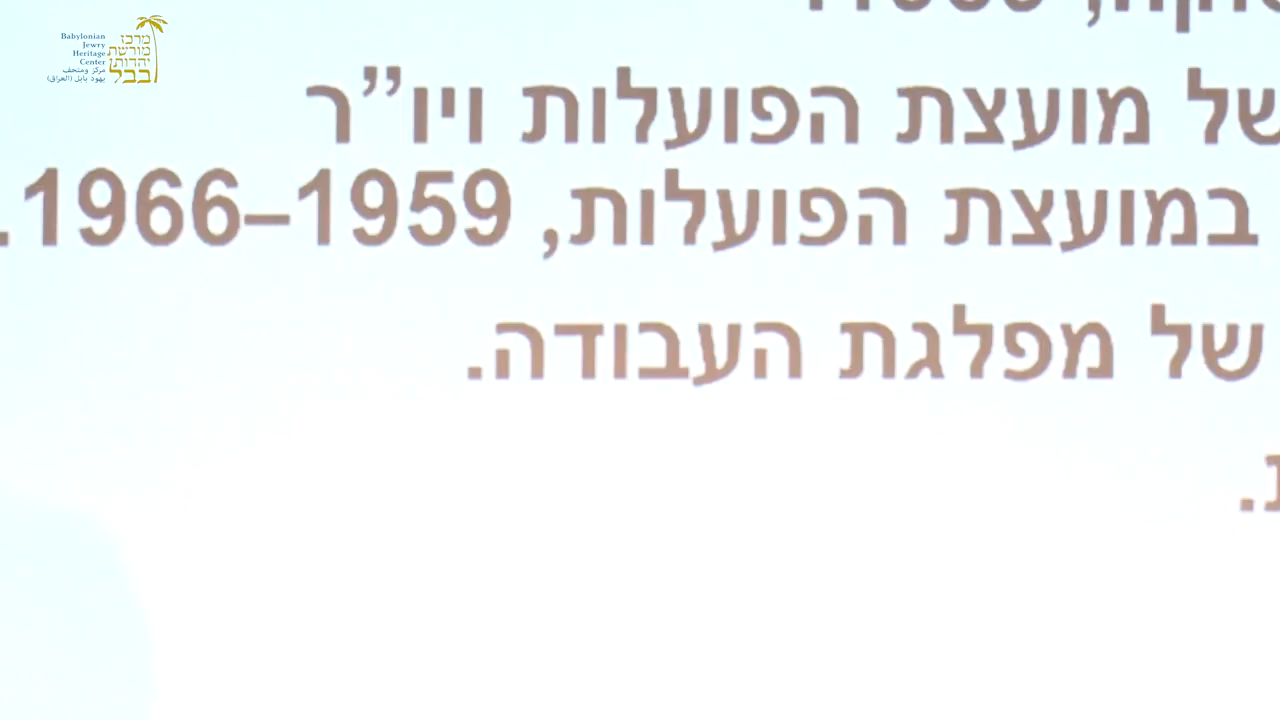 Babylonian
Jewry
Heritage
Center
مركز ومتحف
يهود بابل (العراق)
מרכז
מורשת
יהדות
בבל
של מועצת הפועלות ויו”ר
במועצת הפועלות, 1959–1966.
של מפלגת העבודה.